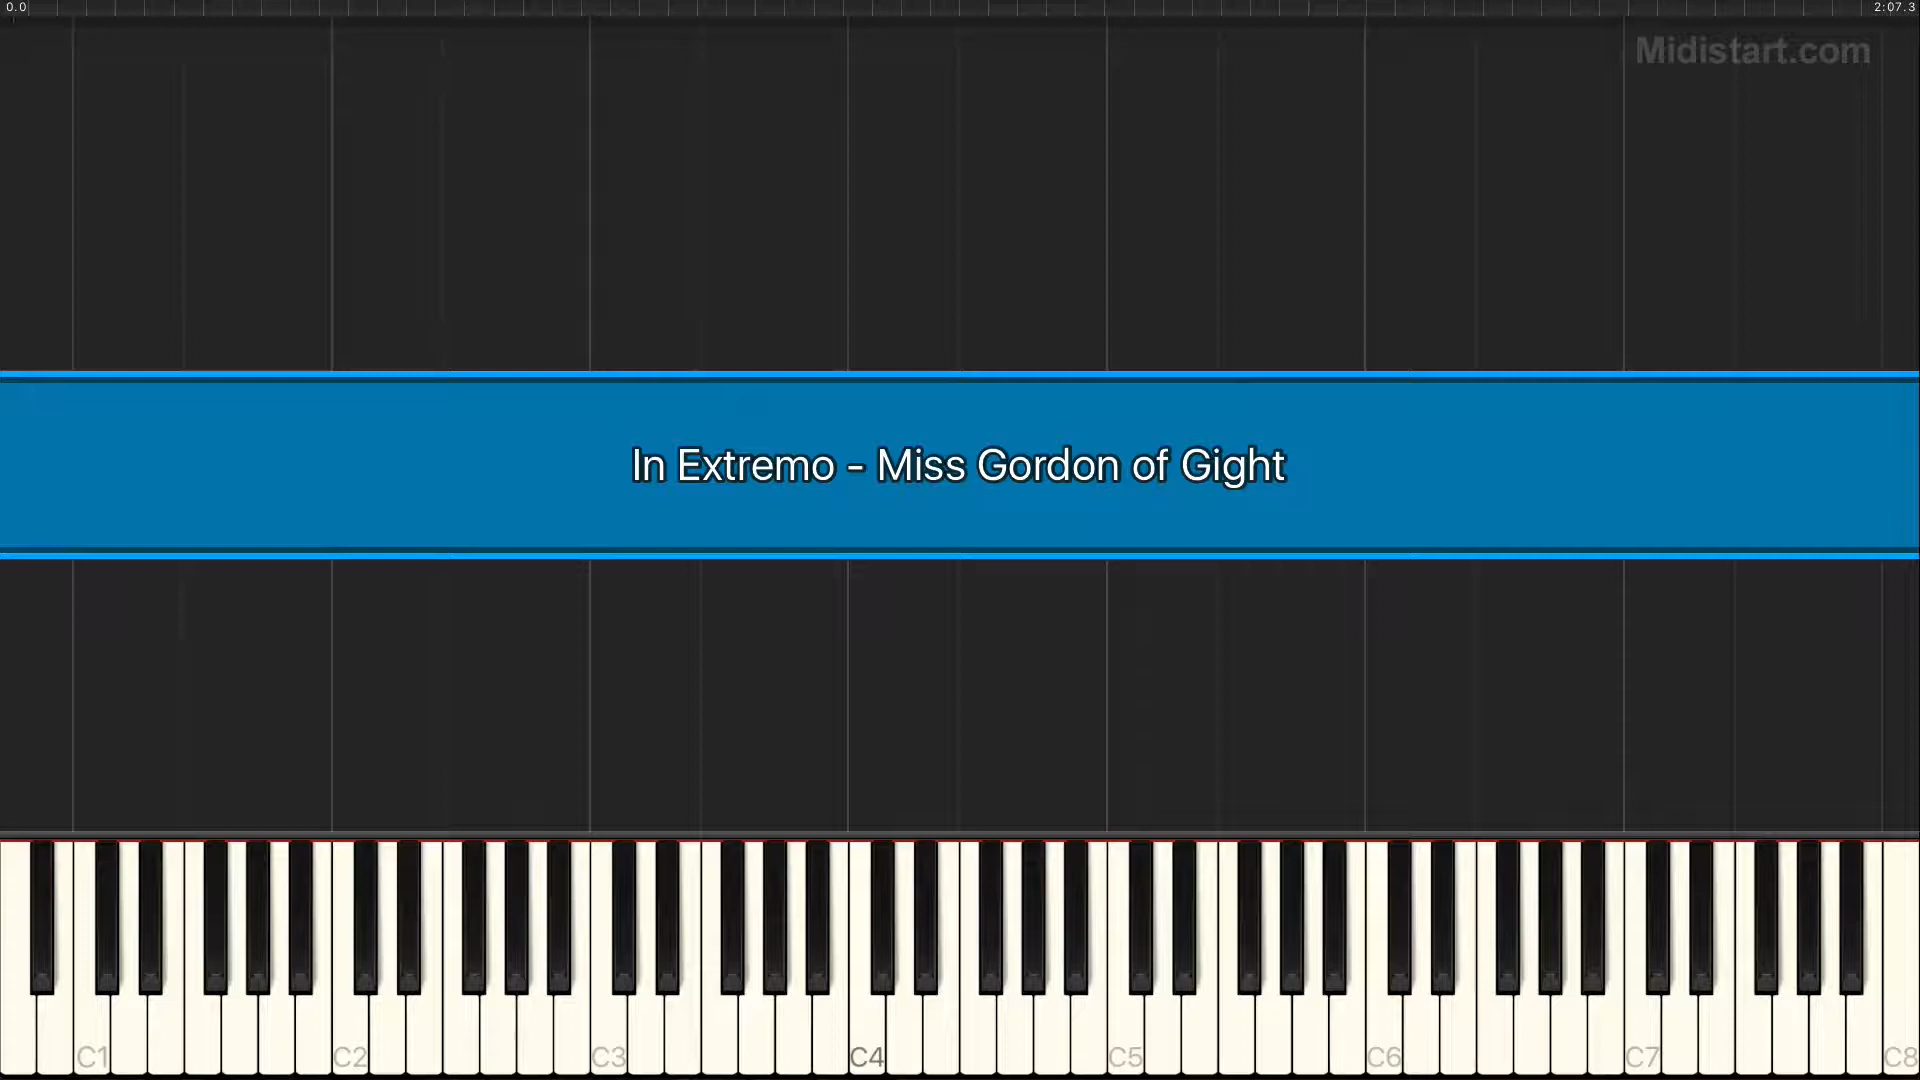 0.0
2:07.3
Midistart.com
In Extremo - Miss Gordon of Gight
C1
C2
C3
C4
C5
C6
C7
C8